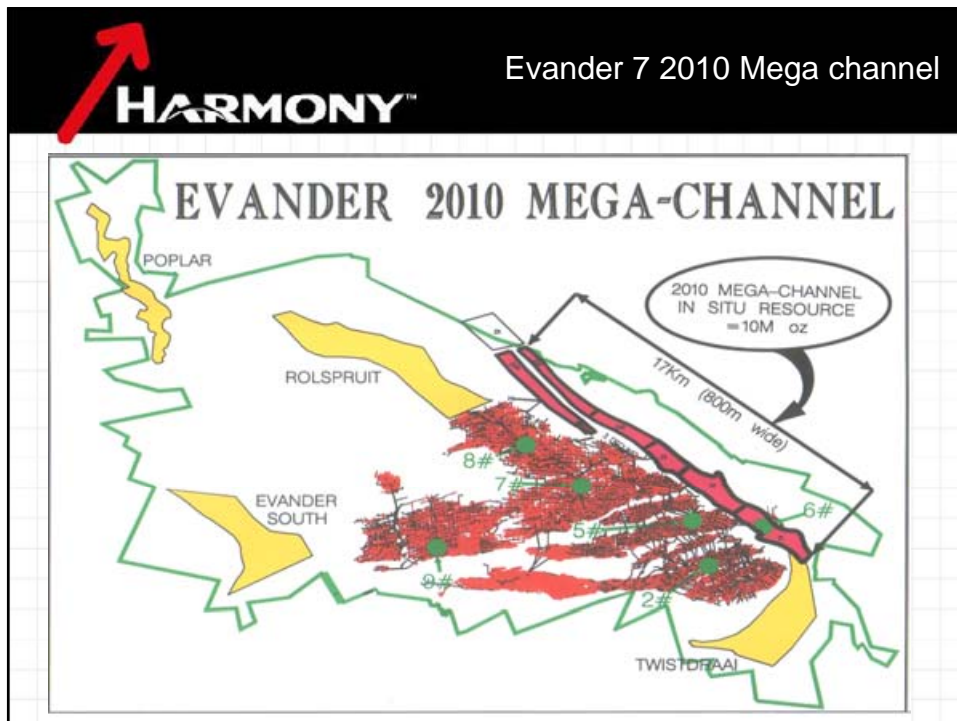 Evander 7 2010 Mega channel
HARMONY™
EVANDER 2010 MEGA-CHANNEL
POPLAR
2010 MEGA-CHANNEL
IN SITU RESOURCE
=10M oz
ROLSPRUIT
17Km (800m wide)
8#
7#
EVANDER
SOUTH
6#
5#
9#
2#
TWISTDRAAI